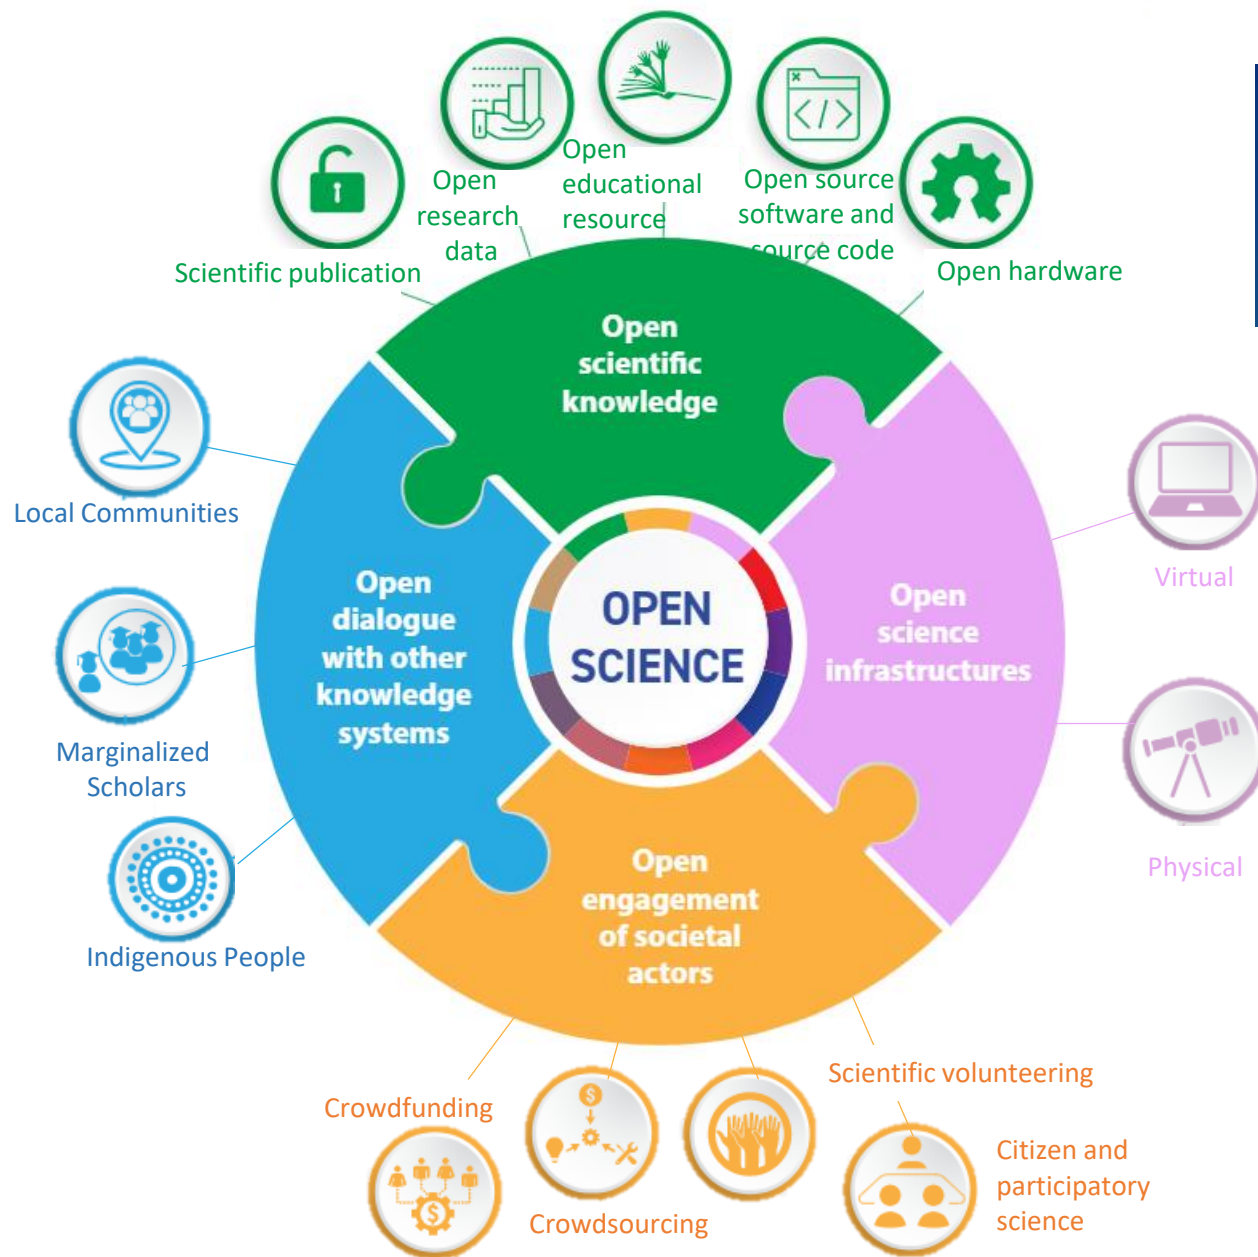 Open
research
data
Open
educational
resource
Open source
software and
source code
Scientific publication
Open hardware
Open
scientific
knowledge
Local Communities
Marginalized
Scholars
Indigenous People
Open
dialogue
with other
knowledge
systems
OPEN
SCIENCE
Open
science
infrastructures
Virtual
Physical
Open
engagement
of societal
actors
Crowdfunding
Crowdsourcing
Scientific volunteering
Citizen and
participatory
science